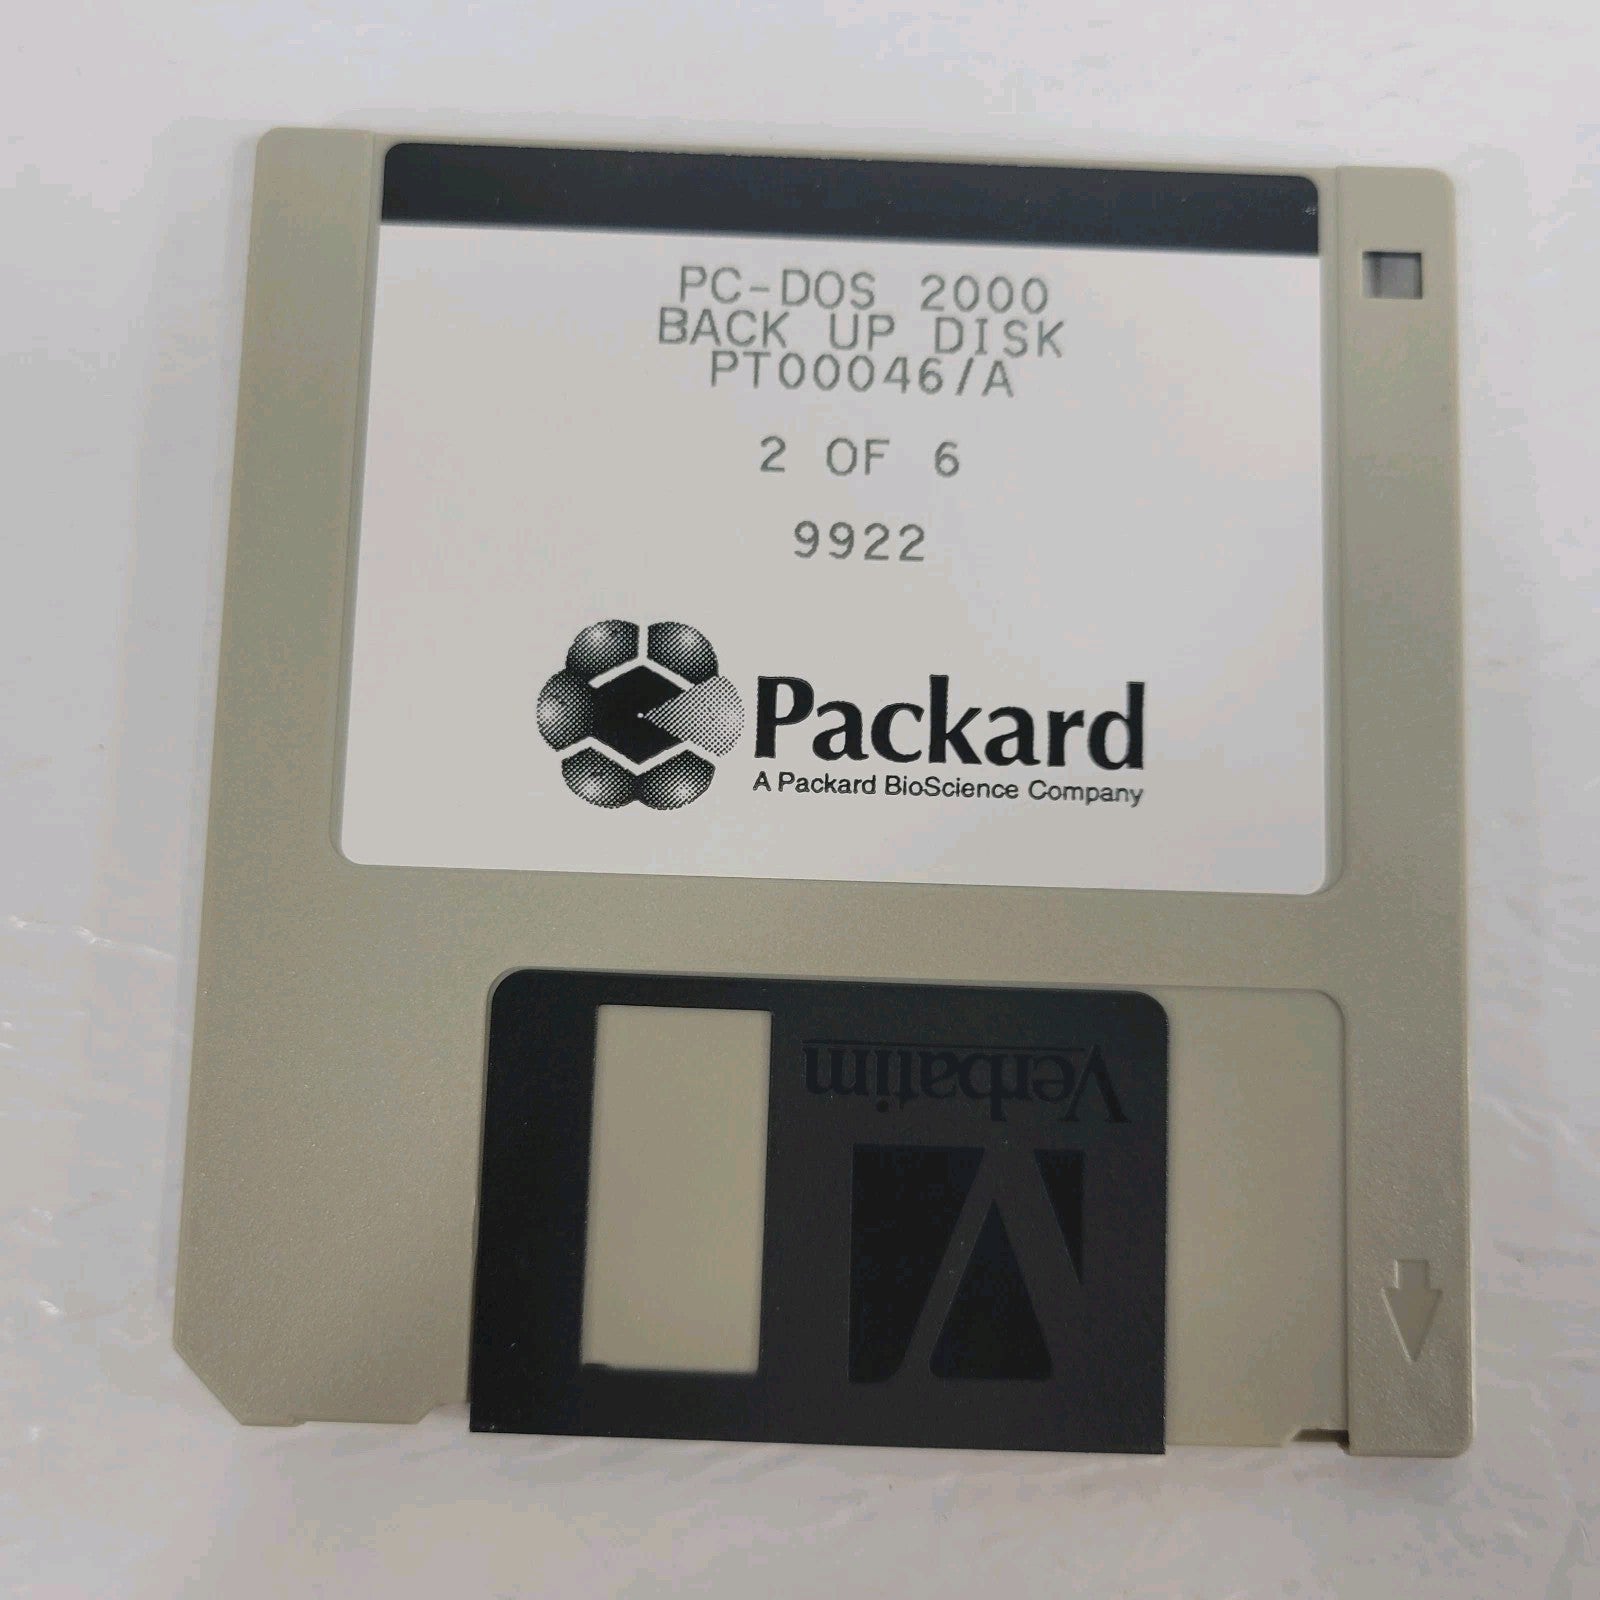 PC-DOS 2000
BACK UP DISK
PT00046/A
2 OF 6
9922
Packard
A Packard BioScience Company
Verbatim